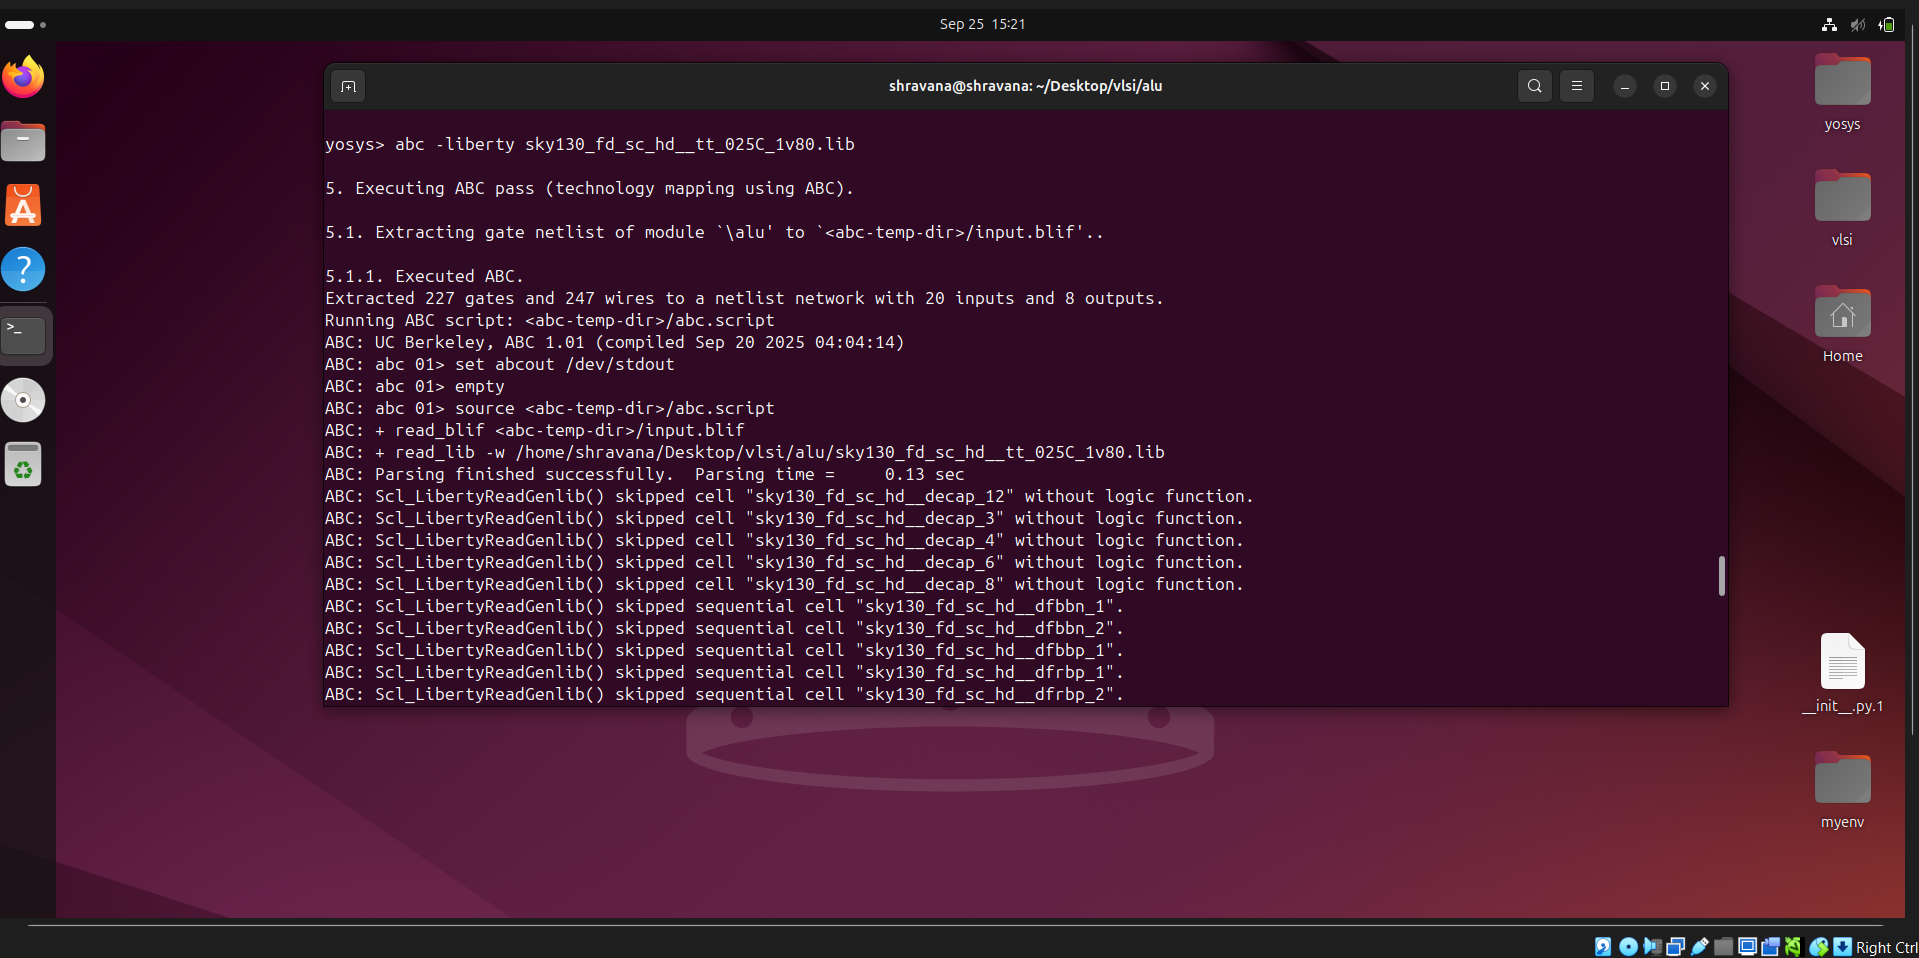 Sep 25 15:21
shravana@shravana: ~/Desktop/vlsi/alu
yosys> abc -liberty sky130_fd_sc_hd__tt_025C_1v80.lib
5. Executing ABC pass (technology mapping using ABC).
5.1. Extracting gate netlist of module `\alu' to `<abc-temp-dir>/input.blif'..
5.1.1. Executed ABC.
Extracted 227 gates and 247 wires to a netlist network with 20 inputs and 8 outputs.
Running ABC script: <abc-temp-dir>/abc.script
ABC: UC Berkeley, ABC 1.01 (compiled Sep 20 2025 04:04:14)
ABC: abc 01> set abcout /dev/stdout
ABC: abc 01> empty
ABC: abc 01> source <abc-temp-dir>/abc.script
ABC: + read_blif <abc-temp-dir>/input.blif
ABC: + read_lib -w /home/shravana/Desktop/vlsi/alu/sky130_fd_sc_hd__tt_025C_1v80.lib
ABC: Parsing finished successfully.  Parsing time =     0.13 sec
ABC: Scl_LibertyReadGenlib() skipped cell "sky130_fd_sc_hd__decap_12" without logic function.
ABC: Scl_LibertyReadGenlib() skipped cell "sky130_fd_sc_hd__decap_3" without logic function.
ABC: Scl_LibertyReadGenlib() skipped cell "sky130_fd_sc_hd__decap_4" without logic function.
ABC: Scl_LibertyReadGenlib() skipped cell "sky130_fd_sc_hd__decap_6" without logic function.
ABC: Scl_LibertyReadGenlib() skipped cell "sky130_fd_sc_hd__decap_8" without logic function.
ABC: Scl_LibertyReadGenlib() skipped sequential cell "sky130_fd_sc_hd__dfbbn_1".
ABC: Scl_LibertyReadGenlib() skipped sequential cell "sky130_fd_sc_hd__dfbbn_2".
ABC: Scl_LibertyReadGenlib() skipped sequential cell "sky130_fd_sc_hd__dfbbp_1".
ABC: Scl_LibertyReadGenlib() skipped sequential cell "sky130_fd_sc_hd__dfrbp_1".
ABC: Scl_LibertyReadGenlib() skipped sequential cell "sky130_fd_sc_hd__dfrbp_2".
yosys
vlsi
Home
__init__.py.1
myenv
Right Ctrl